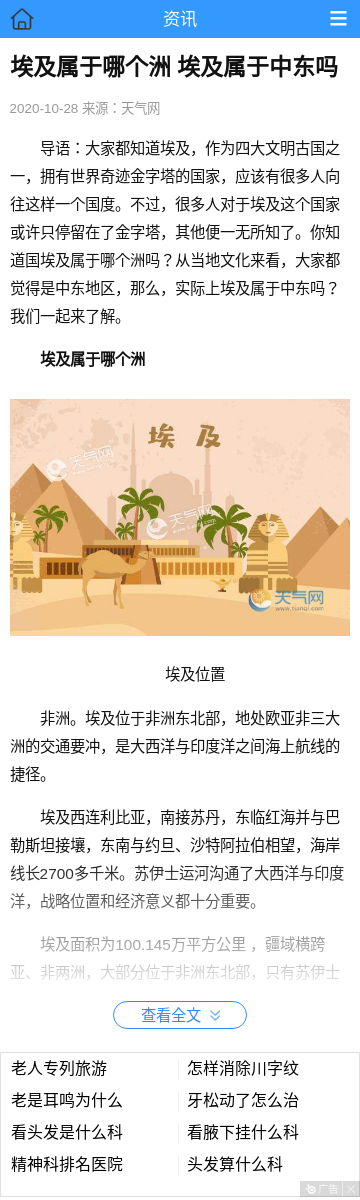 资讯
埃及属于哪个洲 埃及属于中东吗
2020-10-28 来源：天气网
导语：大家都知道埃及，作为四大文明古国之
一，拥有世界奇迹金字塔的国家，应该有很多人向
往这样一个国度。不过，很多人对于埃及这个国家
或许只停留在了金字塔，其他便一无所知了。你知
道国埃及属于哪个洲吗？从当地文化来看，大家都
觉得是中东地区，那么，实际上埃及属于中东吗？
我们一起来了解。
埃及属于哪个洲
埃 及
天气网
天气网
天气网
www.tianqi.com
埃及位置
非洲。埃及位于非洲东北部，地处欧亚非三大
洲的交通要冲，是大西洋与印度洋之间海上航线的
捷径。
埃及西连利比亚，南接苏丹，东临红海并与巴
勒斯坦接壤，东南与约旦、沙特阿拉伯相望，海岸
线长2700多千米。苏伊士运河沟通了大西洋与印度
洋，战略位置和经济意义都十分重要。
埃及面积为100.145万平方公里 ，疆域横跨
亚、非两洲，大部分位于非洲东北部，只有苏伊士
查看全文
老人专列旅游 怎样消除川字纹
老是耳鸣为什么 牙松动了怎么治
看头发是什么科 看腋下挂什么科
精神科排名医院 头发算什么科
广告